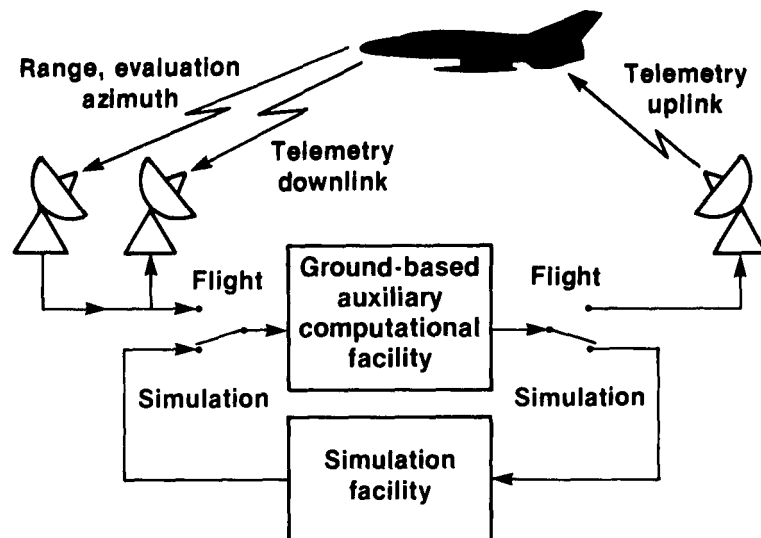 Range, evaluation
azimuth
Telemetry
uplink
Telemetry
downlink
Flight
Ground-based
auxiliary
computational
facility
Flight
Simulation
Simulation
Simulation
facility